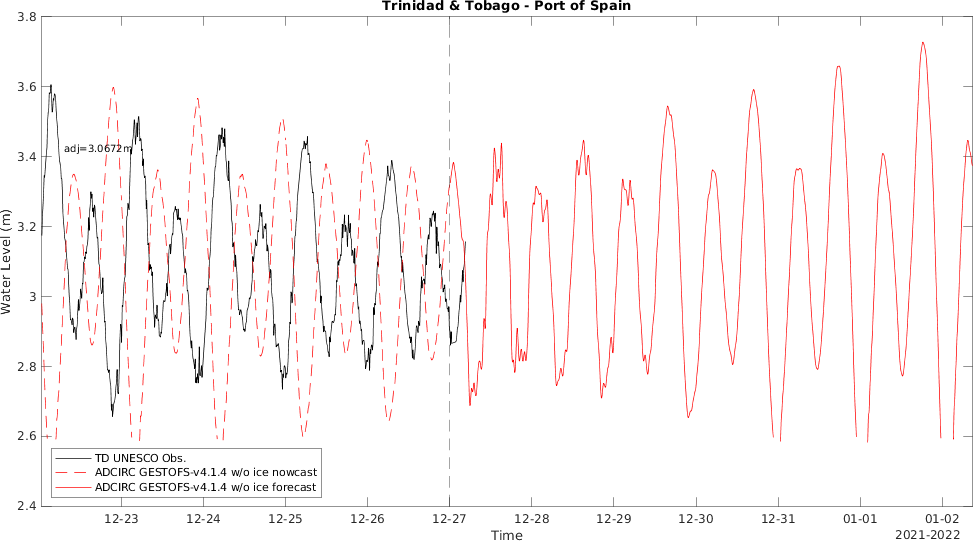 Trinidad & Tobago - Port of Spain
3.8
3.6
3.4
3.2
3
2.8
2.6
2.4
Water Level (m)
adj=3.0672m
TD UNESCO Obs.
ADCIRC GESTOFS-v4.1.4 w/o ice nowcast
ADCIRC GESTOFS-v4.1.4 w/o ice forecast
12-23 12-24 12-25 12-26 12-27 12-28 12-29 12-30 12-31 01-01 01-02
Time
2021-2022